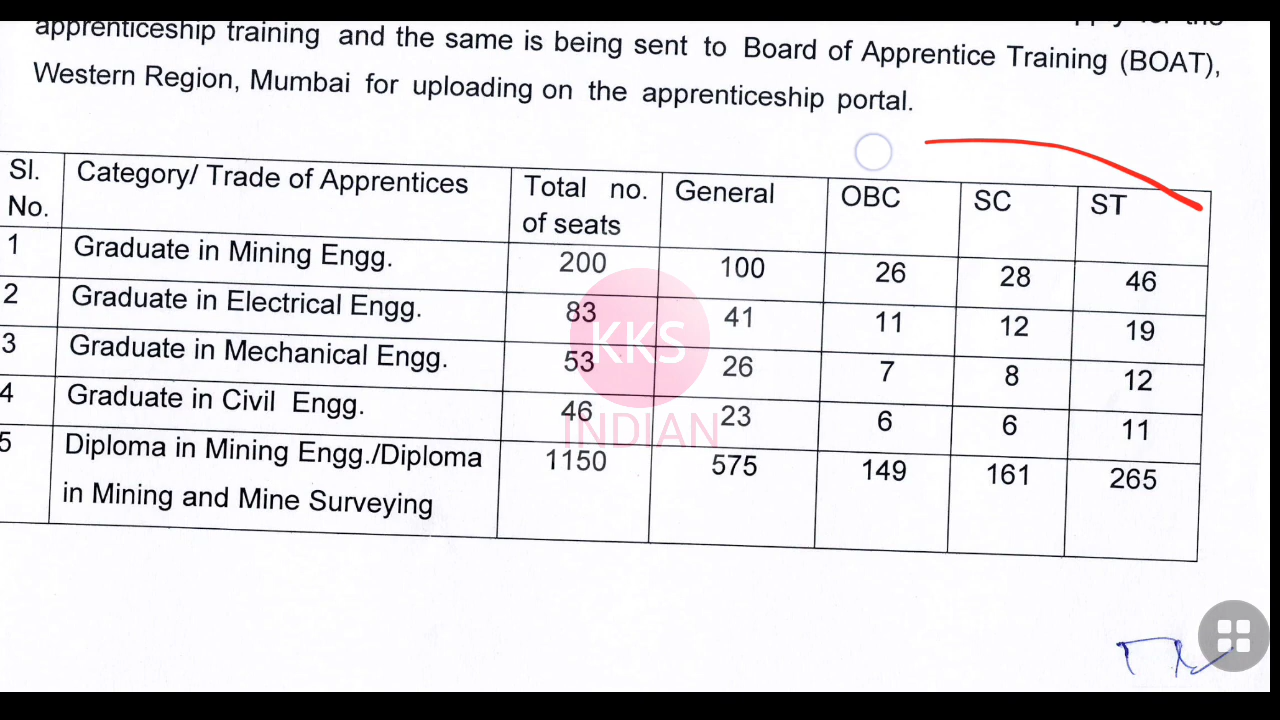 apply for the
apprenticeship training and the same is being sent to Board of Apprentice Training (BOAT),
Western Region, Mumbai for uploading on the apprenticeship portal.
Sl. No. Category/ Trade of Apprentices Total no. of seats General OBC SC ST
1 Graduate in Mining Engg. 200 100 26 28 46
2 Graduate in Electrical Engg. 83 41 11 12 19
3 Graduate in Mechanical Engg. 53 26 7 8 12
4 Graduate in Civil Engg. 46 23 6 6 11
5 Diploma in Mining Engg./Diploma in Mining and Mine Surveying 1150 575 149 161 265
KKS
INDIAN